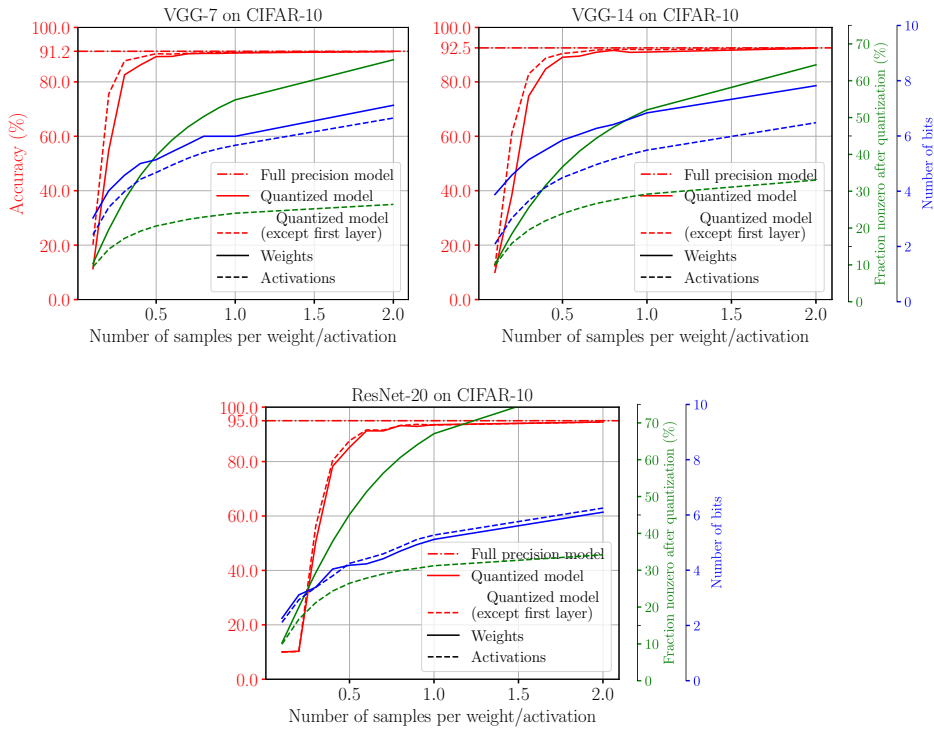 VGG-7 on CIFAR-10
100.0
91.2
80.0
60.0
40.0
20.0
0.0
Accuracy (%)
Full precision model
Quantized model
Quantized model
(except first layer)
Weights
Activations
0.5
1.0
1.5
2.0
Number of samples per weight/activation
VGG-14 on CIFAR-10
100.0
92.5
80.0
60.0
40.0
20.0
0.0
Full precision model
Quantized model
Quantized model
(except first layer)
Weights
Activations
0.5
1.0
1.5
2.0
Number of samples per weight/activation
70
60
50
40
30
20
10
0
Fraction nonzero after quantization (%)
10
8
6
4
2
0
Number of bits
ResNet-20 on CIFAR-10
100.0
95.0
80.0
60.0
40.0
20.0
0.0
Full precision model
Quantized model
Quantized model
(except first layer)
Weights
Activations
0.5
1.0
1.5
2.0
Number of samples per weight/activation
70
60
50
40
30
20
10
0
Fraction nonzero after quantization (%)
10
8
6
4
2
0
Number of bits